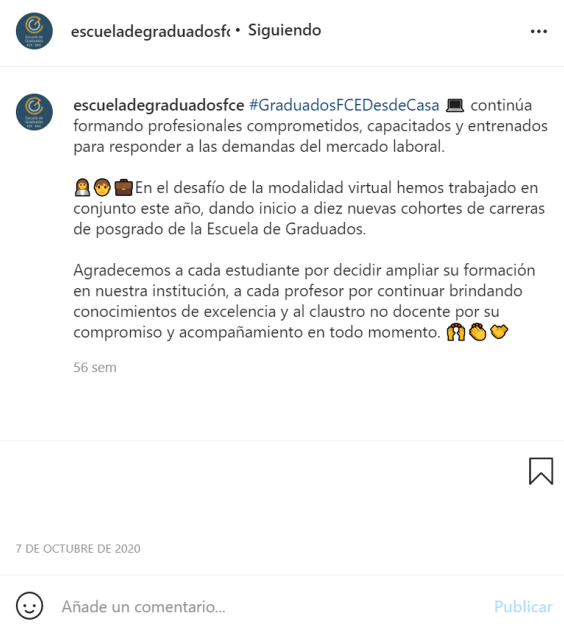 escueladegraduadosfc • Siguiendo
escueladegraduadosfce #GraduadosFCEDesdeCasa 💻 continúa
formando profesionales comprometidos, capacitados y entrenados
para responder a las demandas del mercado laboral.
👩‍💼🧑💼En el desafío de la modalidad virtual hemos trabajado en
conjunto este año, dando inicio a diez nuevas cohortes de carreras
de posgrado de la Escuela de Graduados.
Agradecemos a cada estudiante por decidir ampliar su formación
en nuestra institución, a cada profesor por continuar brindando
conocimientos de excelencia y al claustro no docente por su
compromiso y acompañamiento en todo momento. 🙌👏🤝
56 sem
7 DE OCTUBRE DE 2020
Añade un comentario...
Publicar